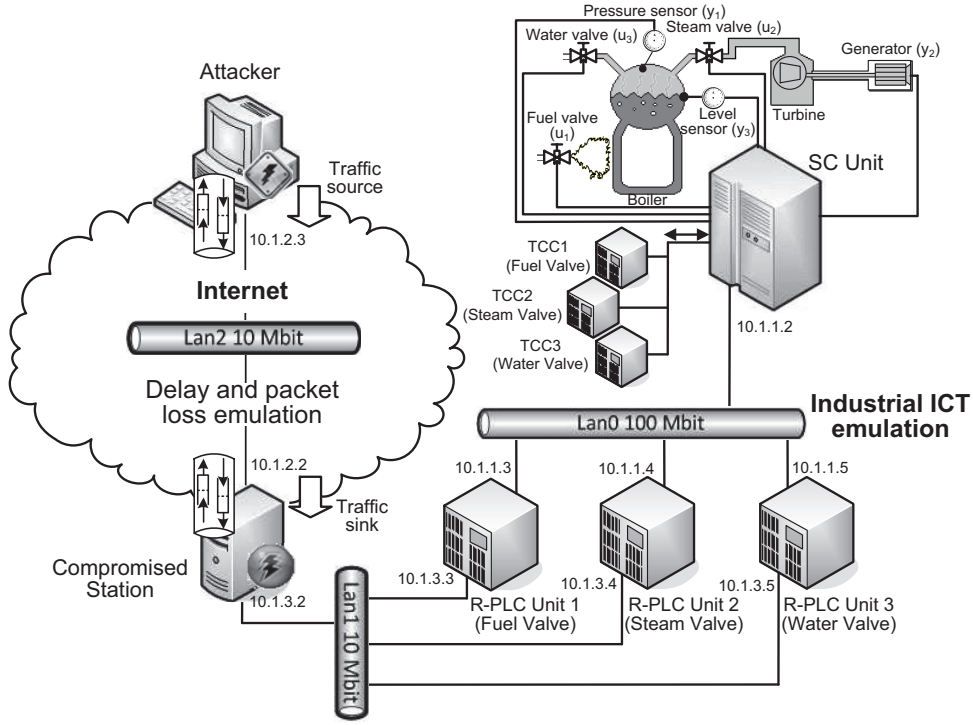 Attacker
Traffic
source
10.1.2.3
Internet
Lan2 10 Mbit
Delay and packet
loss emulation
10.1.2.2
Traffic
sink
Compromised
Station
10.1.3.2
Lan1 10 Mbit
Pressure sensor (y1)
Water valve (u3)
Steam valve (u2)
Generator (y2)
Turbine
Level
sensor (y3)
Fuel valve
(u1)
Boiler
SC Unit
TCC1
(Fuel Valve)
TCC2
(Steam Valve)
TCC3
(Water Valve)
10.1.1.2
Lan0 100 Mbit
Industrial ICT
emulation
10.1.1.3
10.1.1.4
10.1.1.5
10.1.3.3
10.1.3.4
10.1.3.5
R-PLC Unit 1
(Fuel Valve)
R-PLC Unit 2
(Steam Valve)
R-PLC Unit 3
(Water Valve)